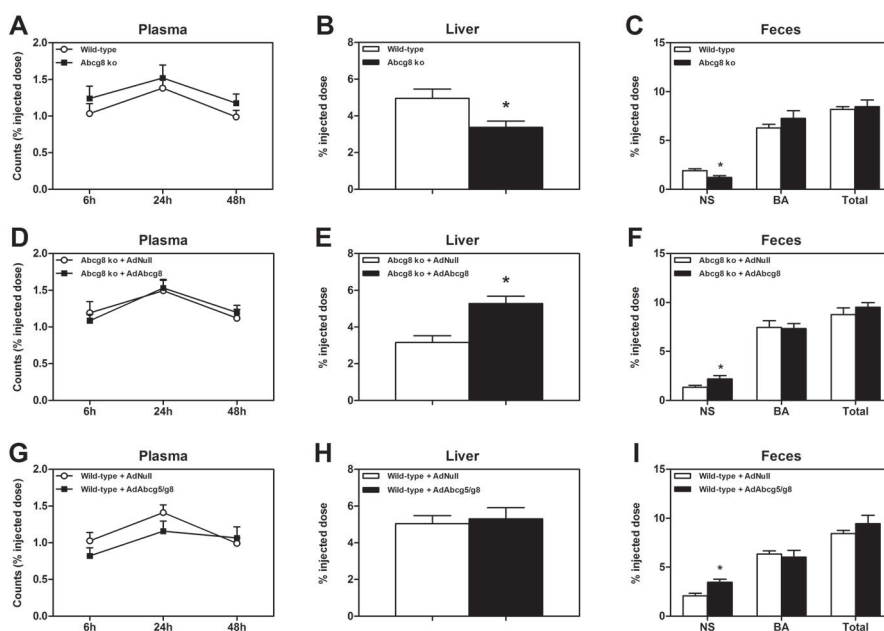 A
Plasma
Counts (% injected dose)
2.0
1.5
1.0
0.5
0.0
Wild-type
Abcg8 ko
6h 24h 48h
B
Liver
% injected dose
8
6
4
2
0
Wild-type
Abcg8 ko
*
C
Feces
% injected dose
15
10
5
0
Wild-type
Abcg8 ko
*
NS BA Total
D
Plasma
Counts (% injected dose)
2.0
1.5
1.0
0.5
0.0
Abcg8 ko + AdNull
Abcg8 ko + AdAbcg8
6h 24h 48h
E
Liver
% injected dose
8
6
4
2
0
Abcg8 ko + AdNull
Abcg8 ko + AdAbcg8
*
F
Feces
% injected dose
15
10
5
0
Abcg8 ko + AdNull
Abcg8 ko + AdAbcg8
*
NS BA Total
G
Plasma
Counts (% injected dose)
2.0
1.5
1.0
0.5
0.0
Wild-type + AdNull
Wild-type + AdAbcg5/g8
6h 24h 48h
H
Liver
% injected dose
8
6
4
2
0
Wild-type + AdNull
Wild-type + AdAbcg5/g8
I
Feces
% injected dose
15
10
5
0
Wild-type + AdNull
Wild-type + AdAbcg5/g8
*
NS BA Total